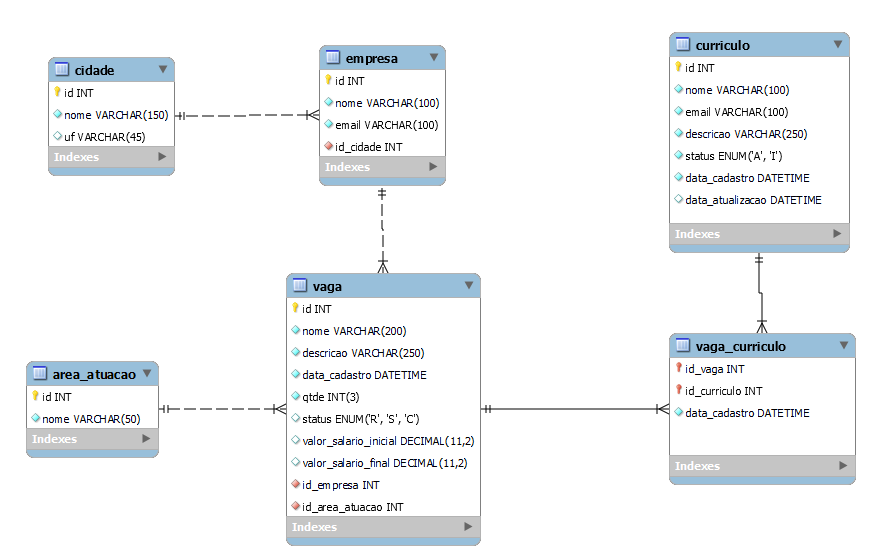 cidade
id INT
nome VARCHAR(150)
uf VARCHAR(45)
Indexes
empresa
id INT
nome VARCHAR(100)
email VARCHAR(100)
id_cidade INT
Indexes
curriculo
id INT
nome VARCHAR(100)
email VARCHAR(100)
descricao VARCHAR(250)
status ENUM('A', 'I')
data_cadastro DATETIME
data_atualizacao DATETIME
Indexes
area_atuacao
id INT
nome VARCHAR(50)
Indexes
vaga
id INT
nome VARCHAR(200)
descricao VARCHAR(250)
data_cadastro DATETIME
qtde INT(3)
status ENUM('R', 'S', 'C')
valor_salario_inicial DECIMAL(11,2)
valor_salario_final DECIMAL(11,2)
id_empresa INT
id_area_atuacao INT
Indexes
vaga_curriculo
id_vaga INT
id_curriculo INT
data_cadastro DATETIME
Indexes